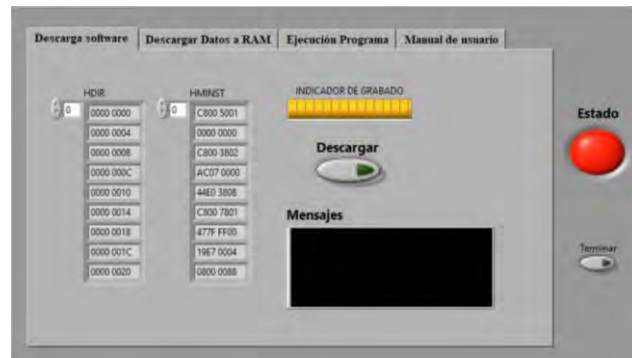 Descarga software Descargar Datos a RAM Ejecución Programa Manual de usuario
HDIR HMINST INDICADOR DE GRABADO
0 0000 0000 0 C800 5001
0000 0004 0000 0000
0000 0008 C800 3802
0000 000C AC07 0000
0000 0010 44E0 3808
0000 0014 C800 7801
0000 0018 477F FF00
0000 001C 19E7 0004
0000 0020 0800 0088
Descargar
Mensajes
Estado
Terminar